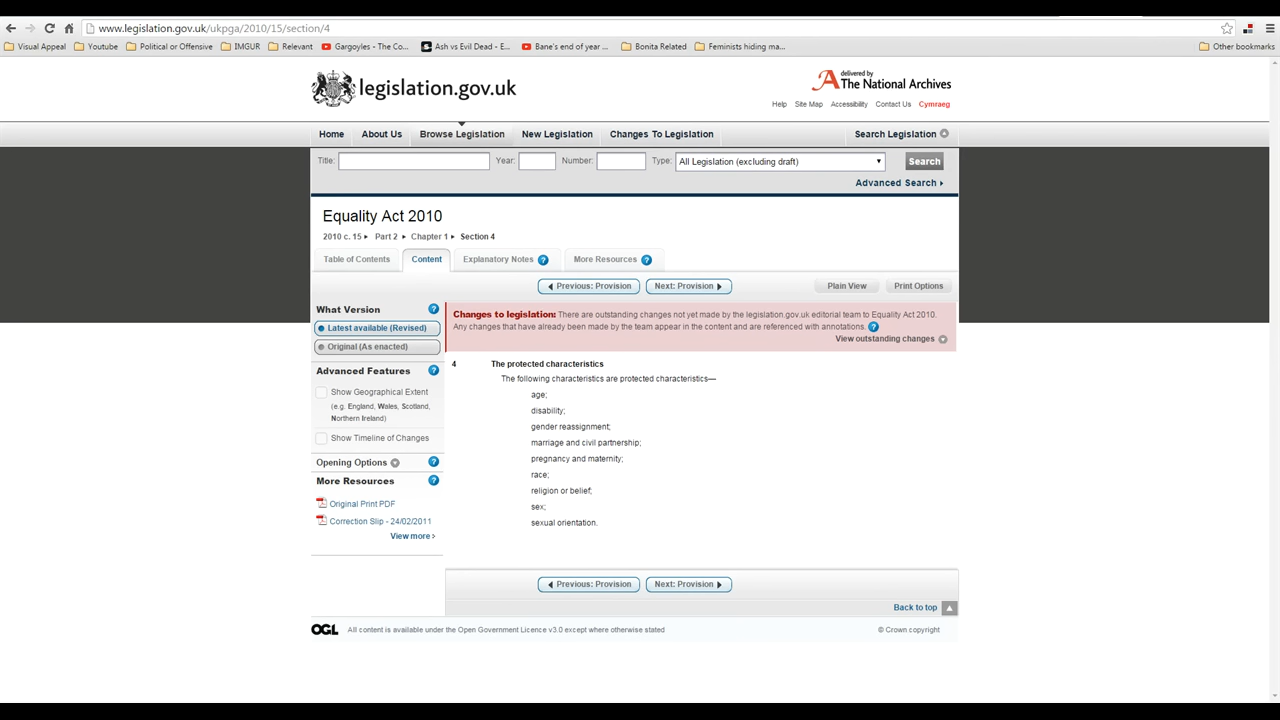 www.legislation.gov.uk/ukpga/2010/15/section/4
Visual Appeal Youtube Political or Offensive IMGUR Relevant Gargoyles - The Co... Ash vs Evil Dead - E... Bane's end of year ... Bonita Related Feminists hiding ma... Other bookmarks
legislation.gov.uk
delivered by
The National Archives
Help Site Map Accessibility Contact Us Cymraeg
Home About Us Browse Legislation New Legislation Changes To Legislation Search Legislation
Title: Year: Number: Type: All Legislation (excluding draft) Search
Advanced Search
Equality Act 2010
2010 c. 15 Part 2 Chapter 1 Section 4
Table of Contents Content Explanatory Notes ? More Resources ?
Previous: Provision Next: Provision Plain View Print Options
What Version ?
Latest available (Revised)
Original (As enacted)
Advanced Features ?
Show Geographical Extent
(e.g. England, Wales, Scotland,
Northern Ireland)
Show Timeline of Changes
Opening Options ?
More Resources ?
Original Print PDF
Correction Slip - 24/02/2011
View more
Changes to legislation: There are outstanding changes not yet made by the legislation.gov.uk editorial team to Equality Act 2010.
Any changes that have already been made by the team appear in the content and are referenced with annotations. ?
View outstanding changes
4 The protected characteristics
The following characteristics are protected characteristics—
age;
disability;
gender reassignment;
marriage and civil partnership;
pregnancy and maternity;
race;
religion or belief;
sex;
sexual orientation.
Previous: Provision Next: Provision
Back to top
OGL All content is available under the Open Government Licence v3.0 except where otherwise stated © Crown copyright